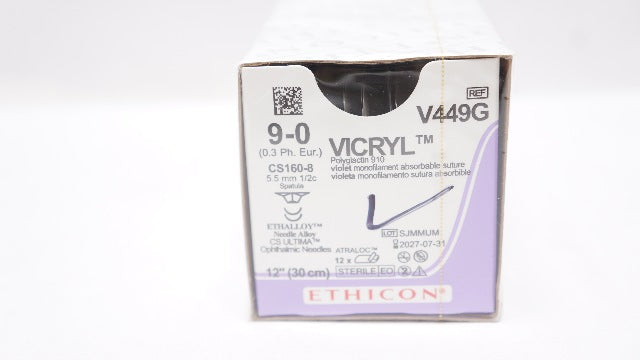 REF
V449G
9-0
(0.3 Ph. Eur.)
VICRYL™
Polyglactin 910
violet monofilament absorbable suture
violeta monofilamento sutura absorbible
CS160-8
5.5 mm 1/2c
Spatula
ETHALLOY™
Needle Alloy
CS ULTIMA™
Ophthalmic Needles
12" (30 cm)
LOT SJMMUM
2027-07-31
ATRALOC™
12 x
STERILE EO
ETHICON®